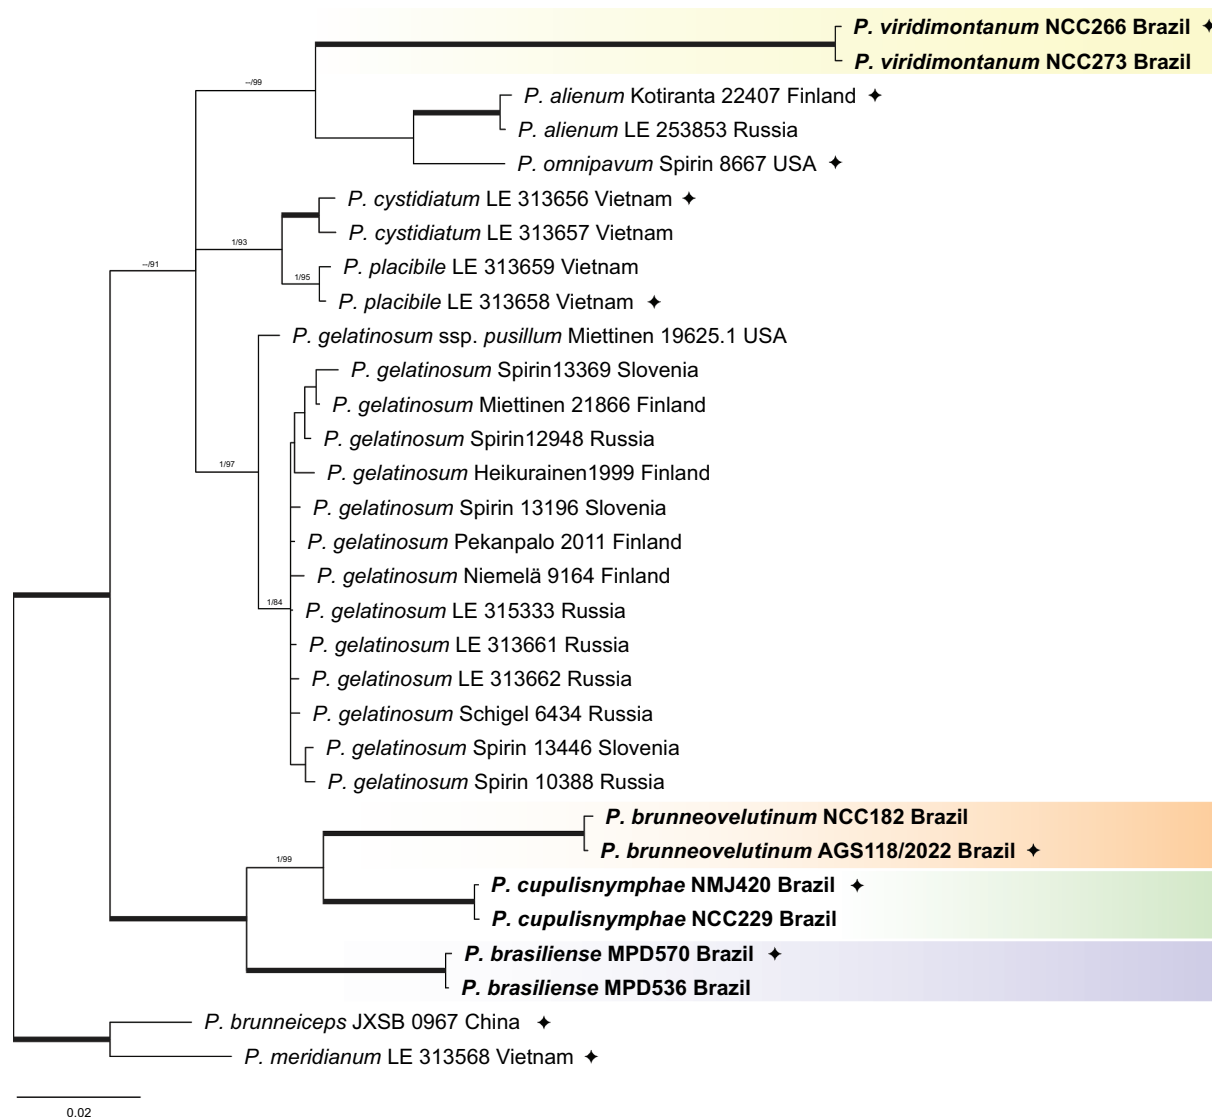 P. viridimontanum NCC266 Brazil ✦
P. viridimontanum NCC273 Brazil
--/99
P. alienum Kotiranta 22407 Finland ✦
P. alienum LE 253853 Russia
P. omnipavum Spirin 8667 USA ✦
P. cystidiatum LE 313656 Vietnam ✦
P. cystidiatum LE 313657 Vietnam
1/93
--/91
P. placibile LE 313659 Vietnam
1/95
P. placibile LE 313658 Vietnam ✦
P. gelatinosum ssp. pusillum Miettinen 19625.1 USA
P. gelatinosum Spirin13369 Slovenia
P. gelatinosum Miettinen 21866 Finland
P. gelatinosum Spirin12948 Russia
1/97
P. gelatinosum Heikurainen1999 Finland
P. gelatinosum Spirin 13196 Slovenia
P. gelatinosum Pekanpalo 2011 Finland
P. gelatinosum Niemelä 9164 Finland
1/84
P. gelatinosum LE 315333 Russia
P. gelatinosum LE 313661 Russia
P. gelatinosum LE 313662 Russia
P. gelatinosum Schigel 6434 Russia
P. gelatinosum Spirin 13446 Slovenia
P. gelatinosum Spirin 10388 Russia
P. brunneovelutinum NCC182 Brazil
P. brunneovelutinum AGS118/2022 Brazil ✦
1/99
P. cupulisnymphae NMJ420 Brazil ✦
P. cupulisnymphae NCC229 Brazil
P. brasiliense MPD570 Brazil ✦
P. brasiliense MPD536 Brazil
P. brunneiceps JXSB 0967 China ✦
P. meridianum LE 313568 Vietnam ✦
0.02